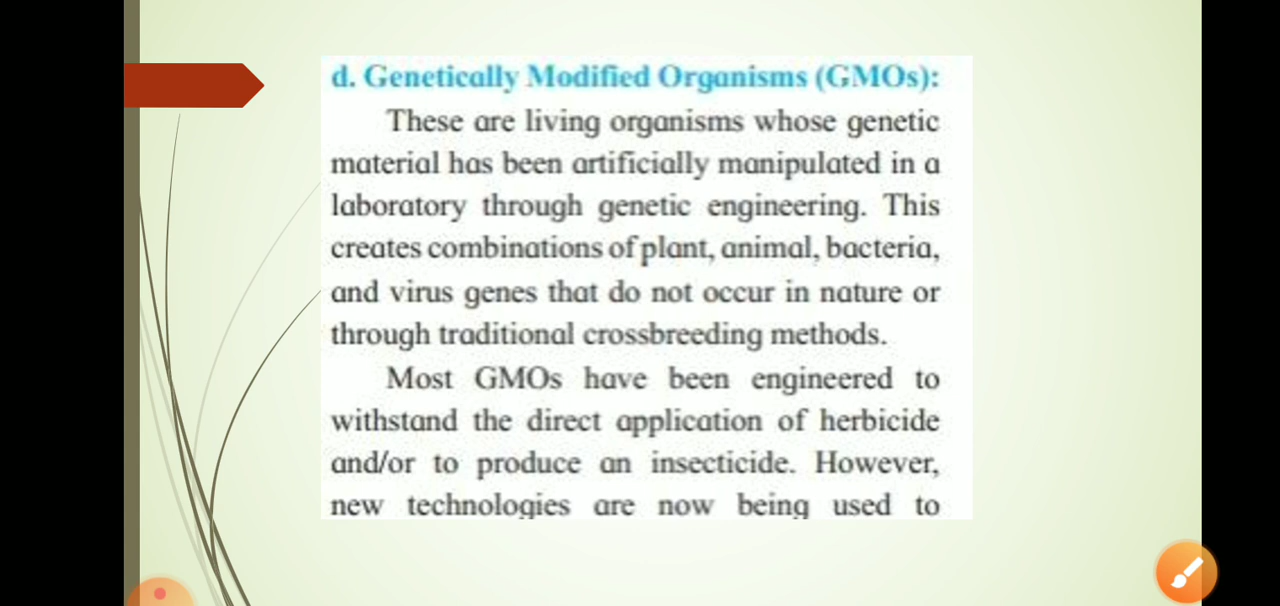 d. Genetically Modified Organisms (GMOs):
These are living organisms whose genetic
material has been artificially manipulated in a
laboratory through genetic engineering. This
creates combinations of plant, animal, bacteria,
and virus genes that do not occur in nature or
through traditional crossbreeding methods.
Most GMOs have been engineered to
withstand the direct application of herbicide
and/or to produce an insecticide. However,
new technologies are now being used to